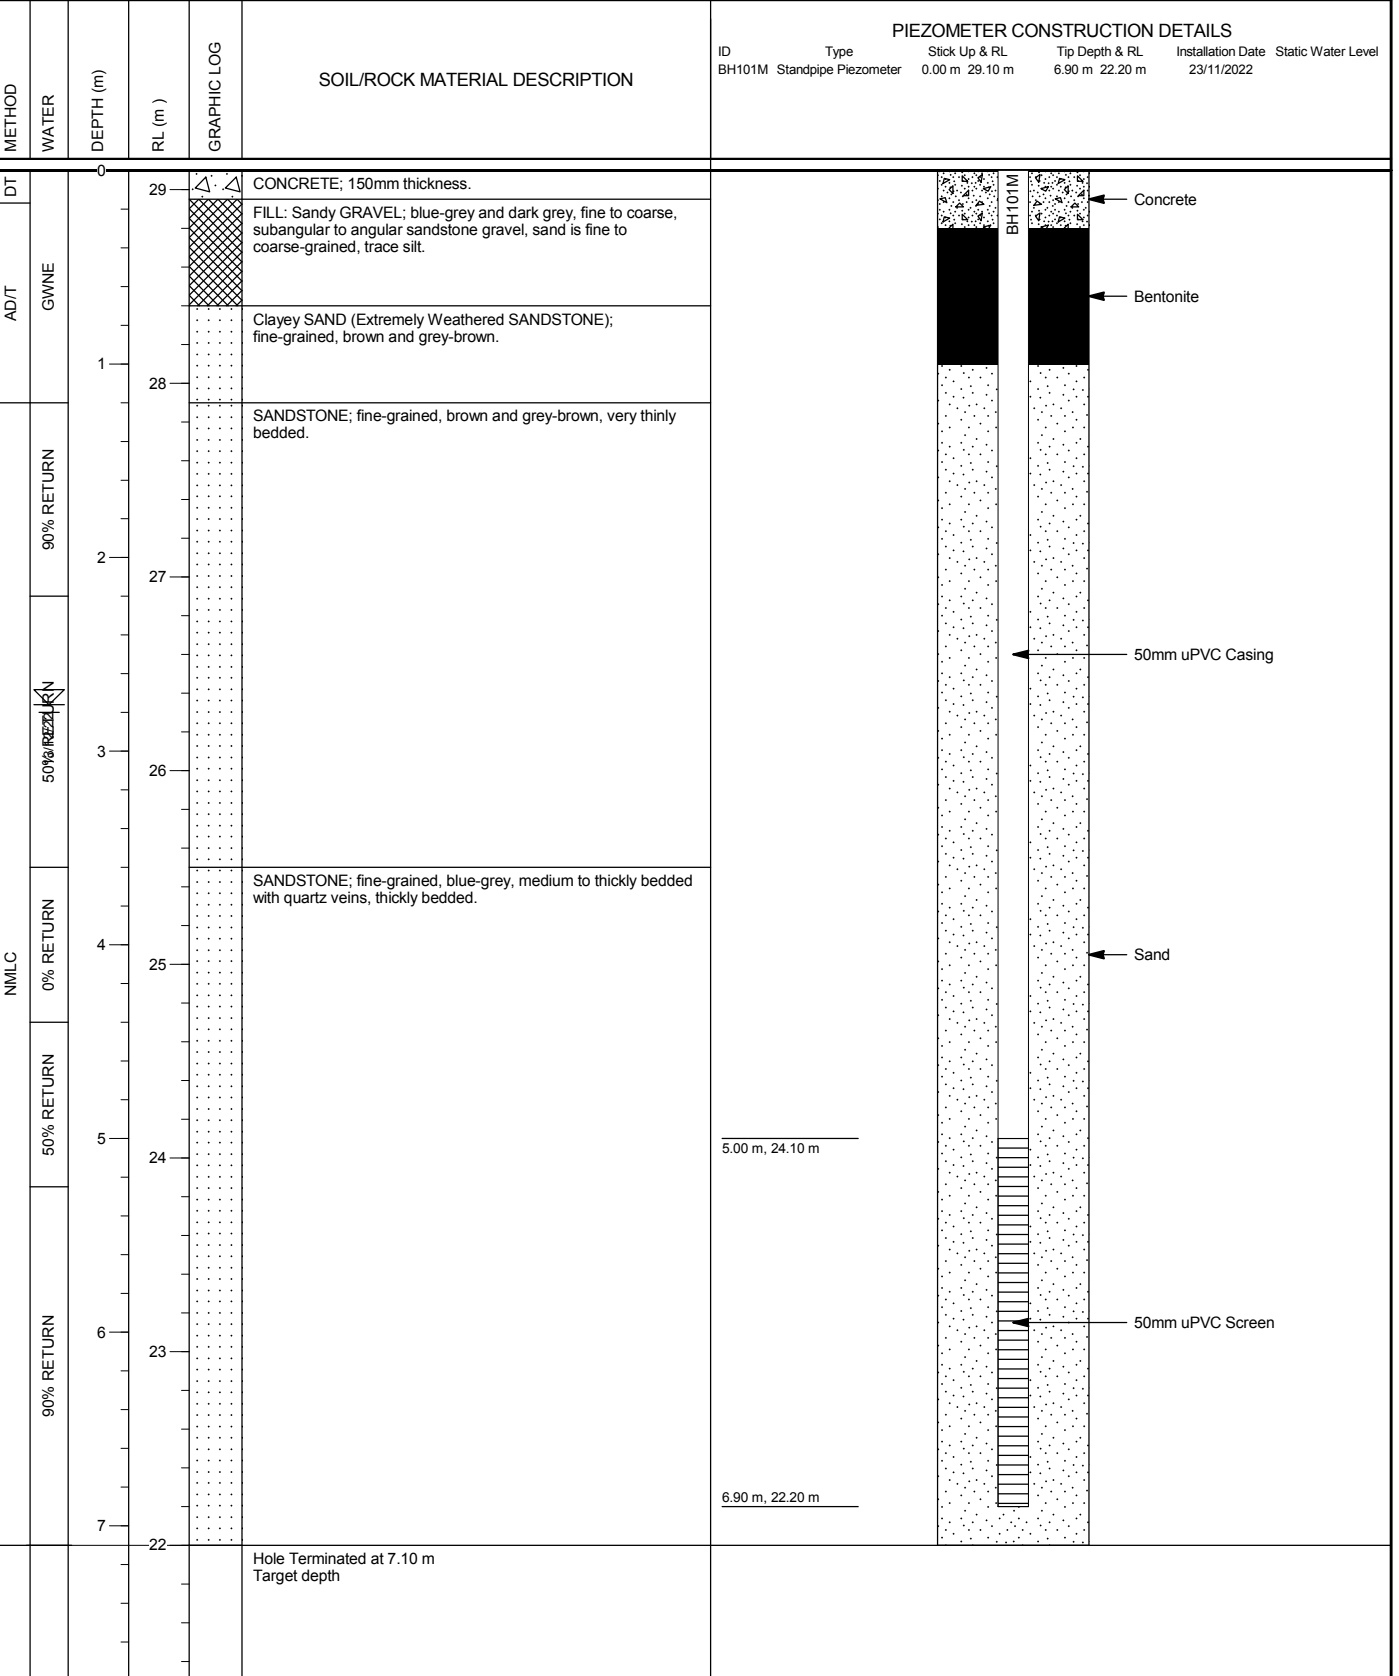 METHOD
WATER
DEPTH (m)
RL (m )
GRAPHIC LOG
SOIL/ROCK MATERIAL DESCRIPTION
PIEZOMETER CONSTRUCTION DETAILS
ID Type Stick Up & RL Tip Depth & RL Installation Date Static Water Level
BH101M Standpipe Piezometer 0.00 m 29.10 m 6.90 m 22.20 m 23/11/2022
DT
AD/T
NMLC
GWNE
90% RETURN
50% RETURN
0% RETURN
50% RETURN
90% RETURN
0
1
2
3
4
5
6
7
29
28
27
26
25
24
23
22
CONCRETE; 150mm thickness.
FILL: Sandy GRAVEL; blue-grey and dark grey, fine to coarse,
subangular to angular sandstone gravel, sand is fine to
coarse-grained, trace silt.
Clayey SAND (Extremely Weathered SANDSTONE);
fine-grained, brown and grey-brown.
SANDSTONE; fine-grained, brown and grey-brown, very thinly
bedded.
SANDSTONE; fine-grained, blue-grey, medium to thickly bedded
with quartz veins, thickly bedded.
Hole Terminated at 7.10 m
Target depth
5.00 m, 24.10 m
6.90 m, 22.20 m
BH101M
Concrete
Bentonite
50mm uPVC Casing
Sand
50mm uPVC Screen